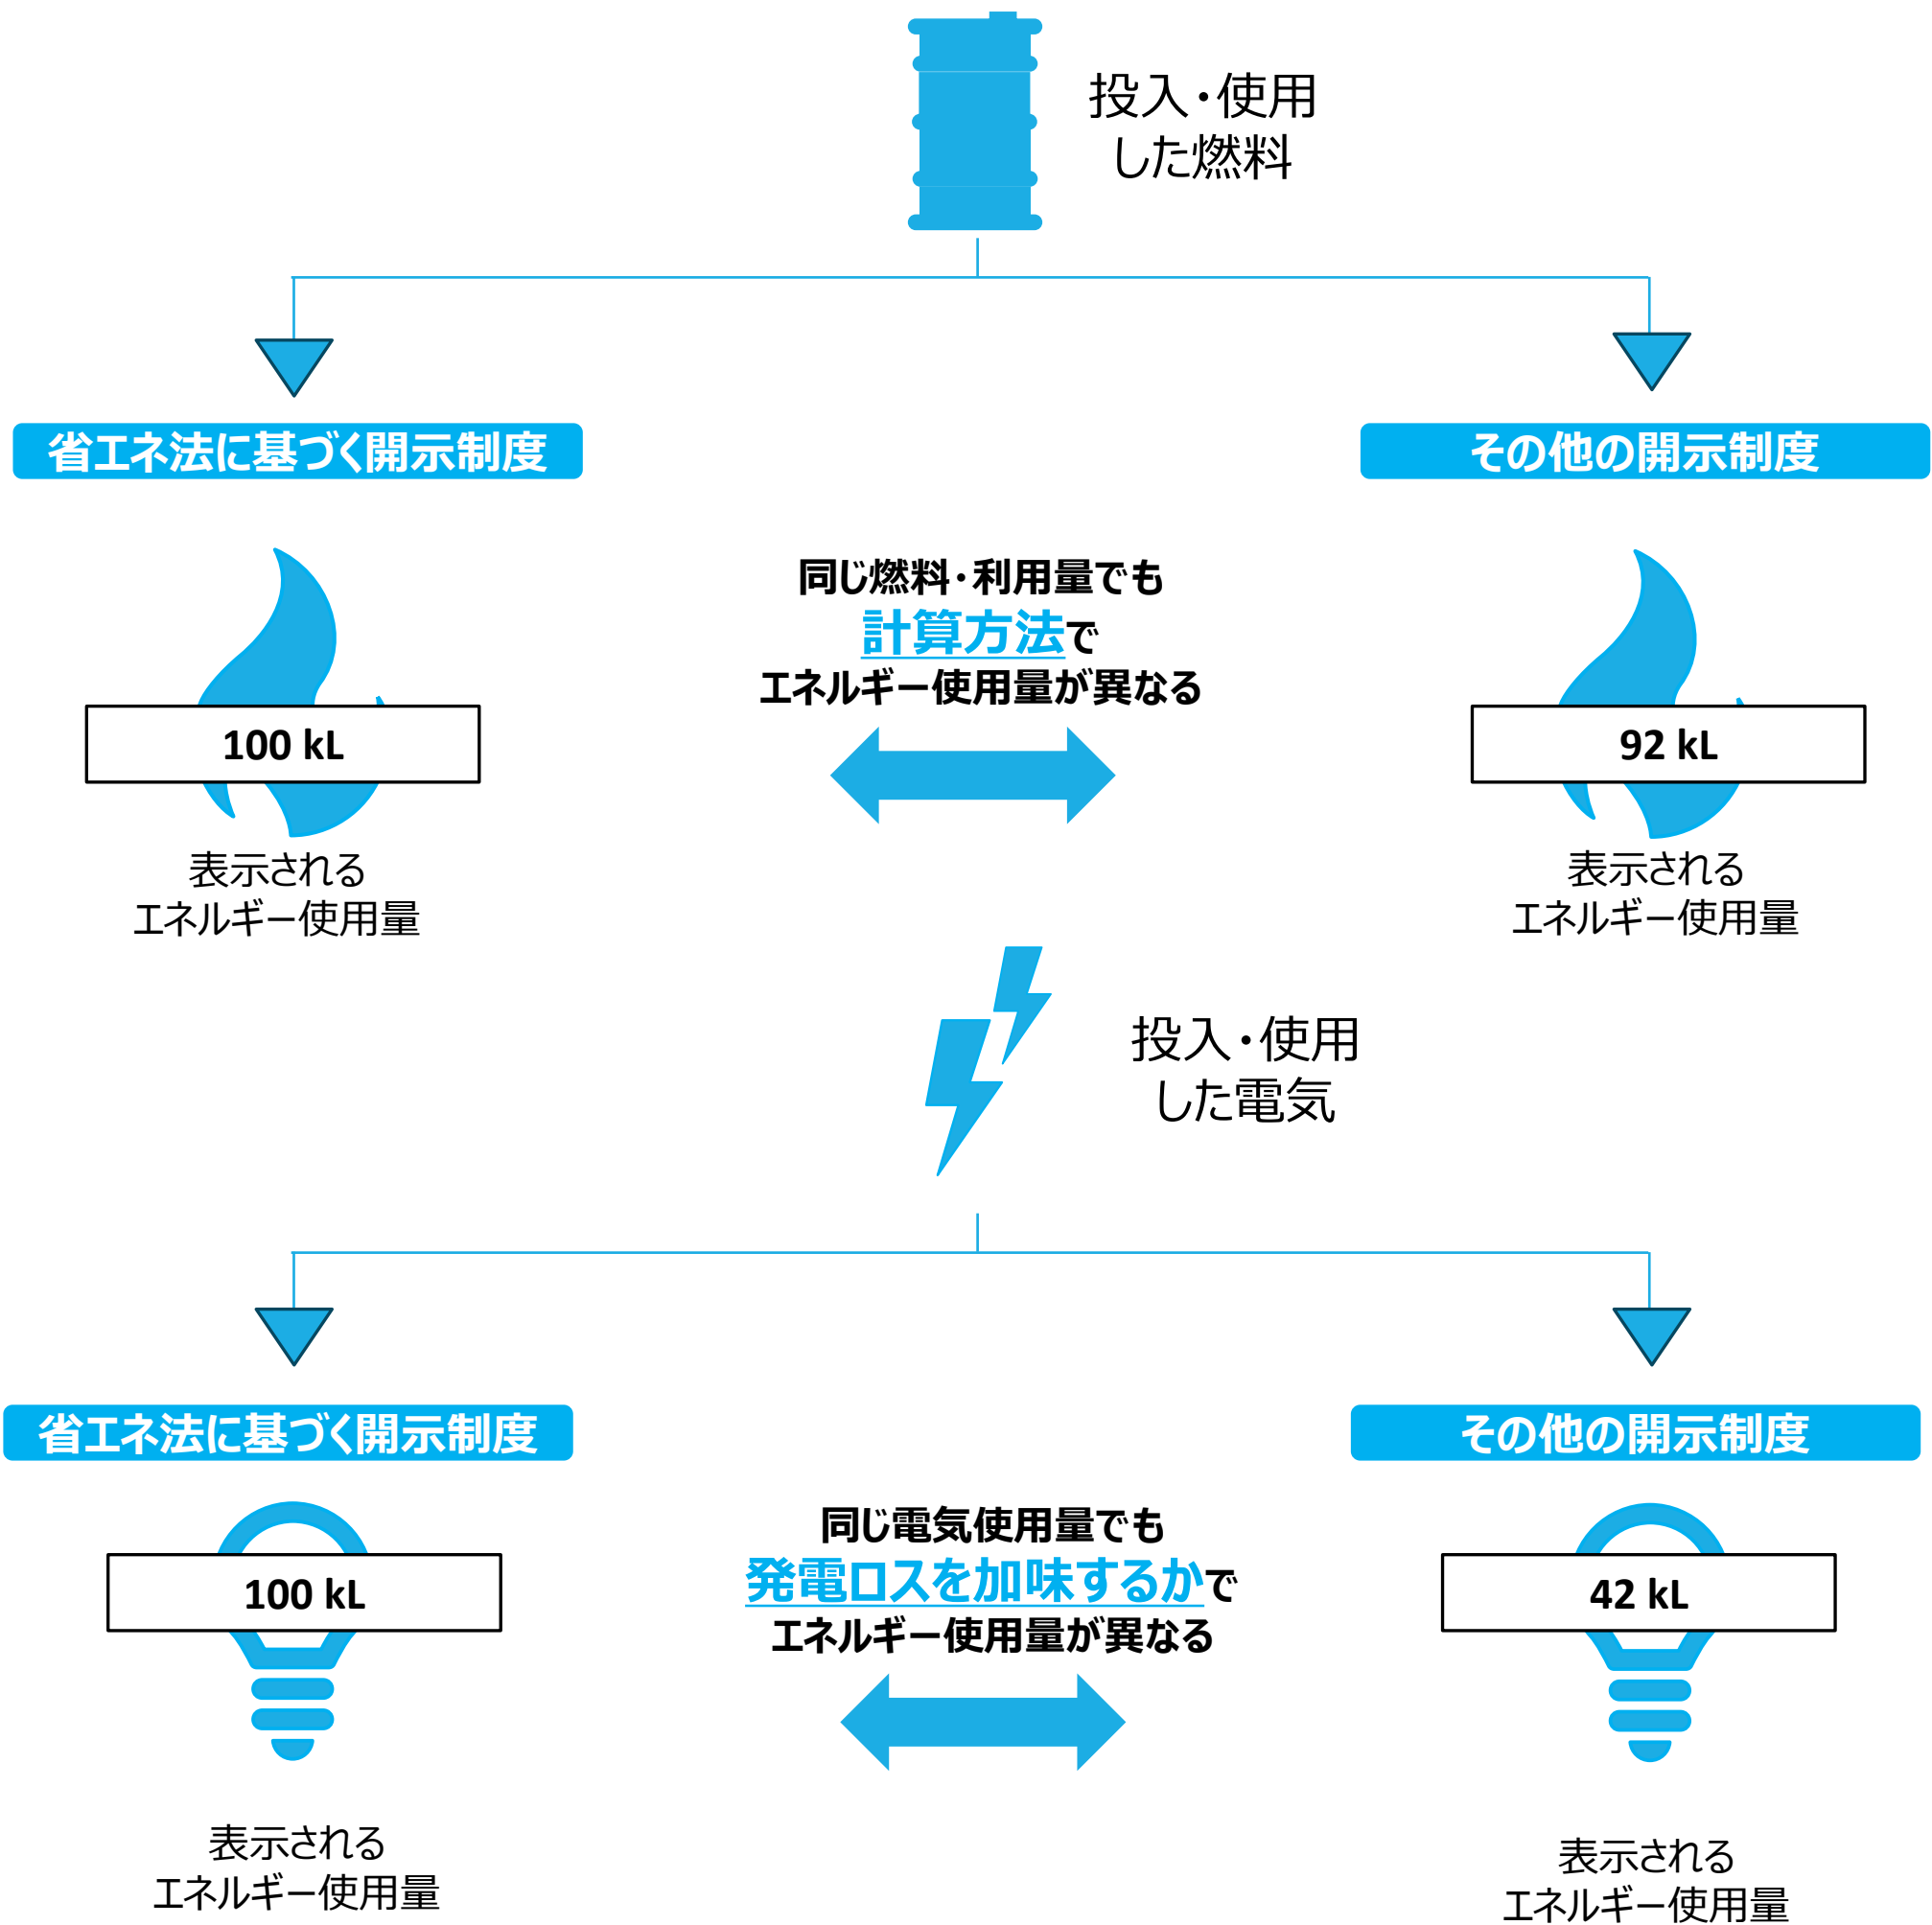 投入・使用
した燃料
省エネ法に基づく開示制度
その他の開示制度
同じ燃料・利用量でも
計算方法で
エネルギー使用量が異なる
100 kL
92 kL
表示される
エネルギー使用量
表示される
エネルギー使用量
投入・使用
した電気
省エネ法に基づく開示制度
その他の開示制度
同じ電気使用量でも
発電ロスを加味するかで
エネルギー使用量が異なる
100 kL
42 kL
表示される
エネルギー使用量
表示される
エネルギー使用量